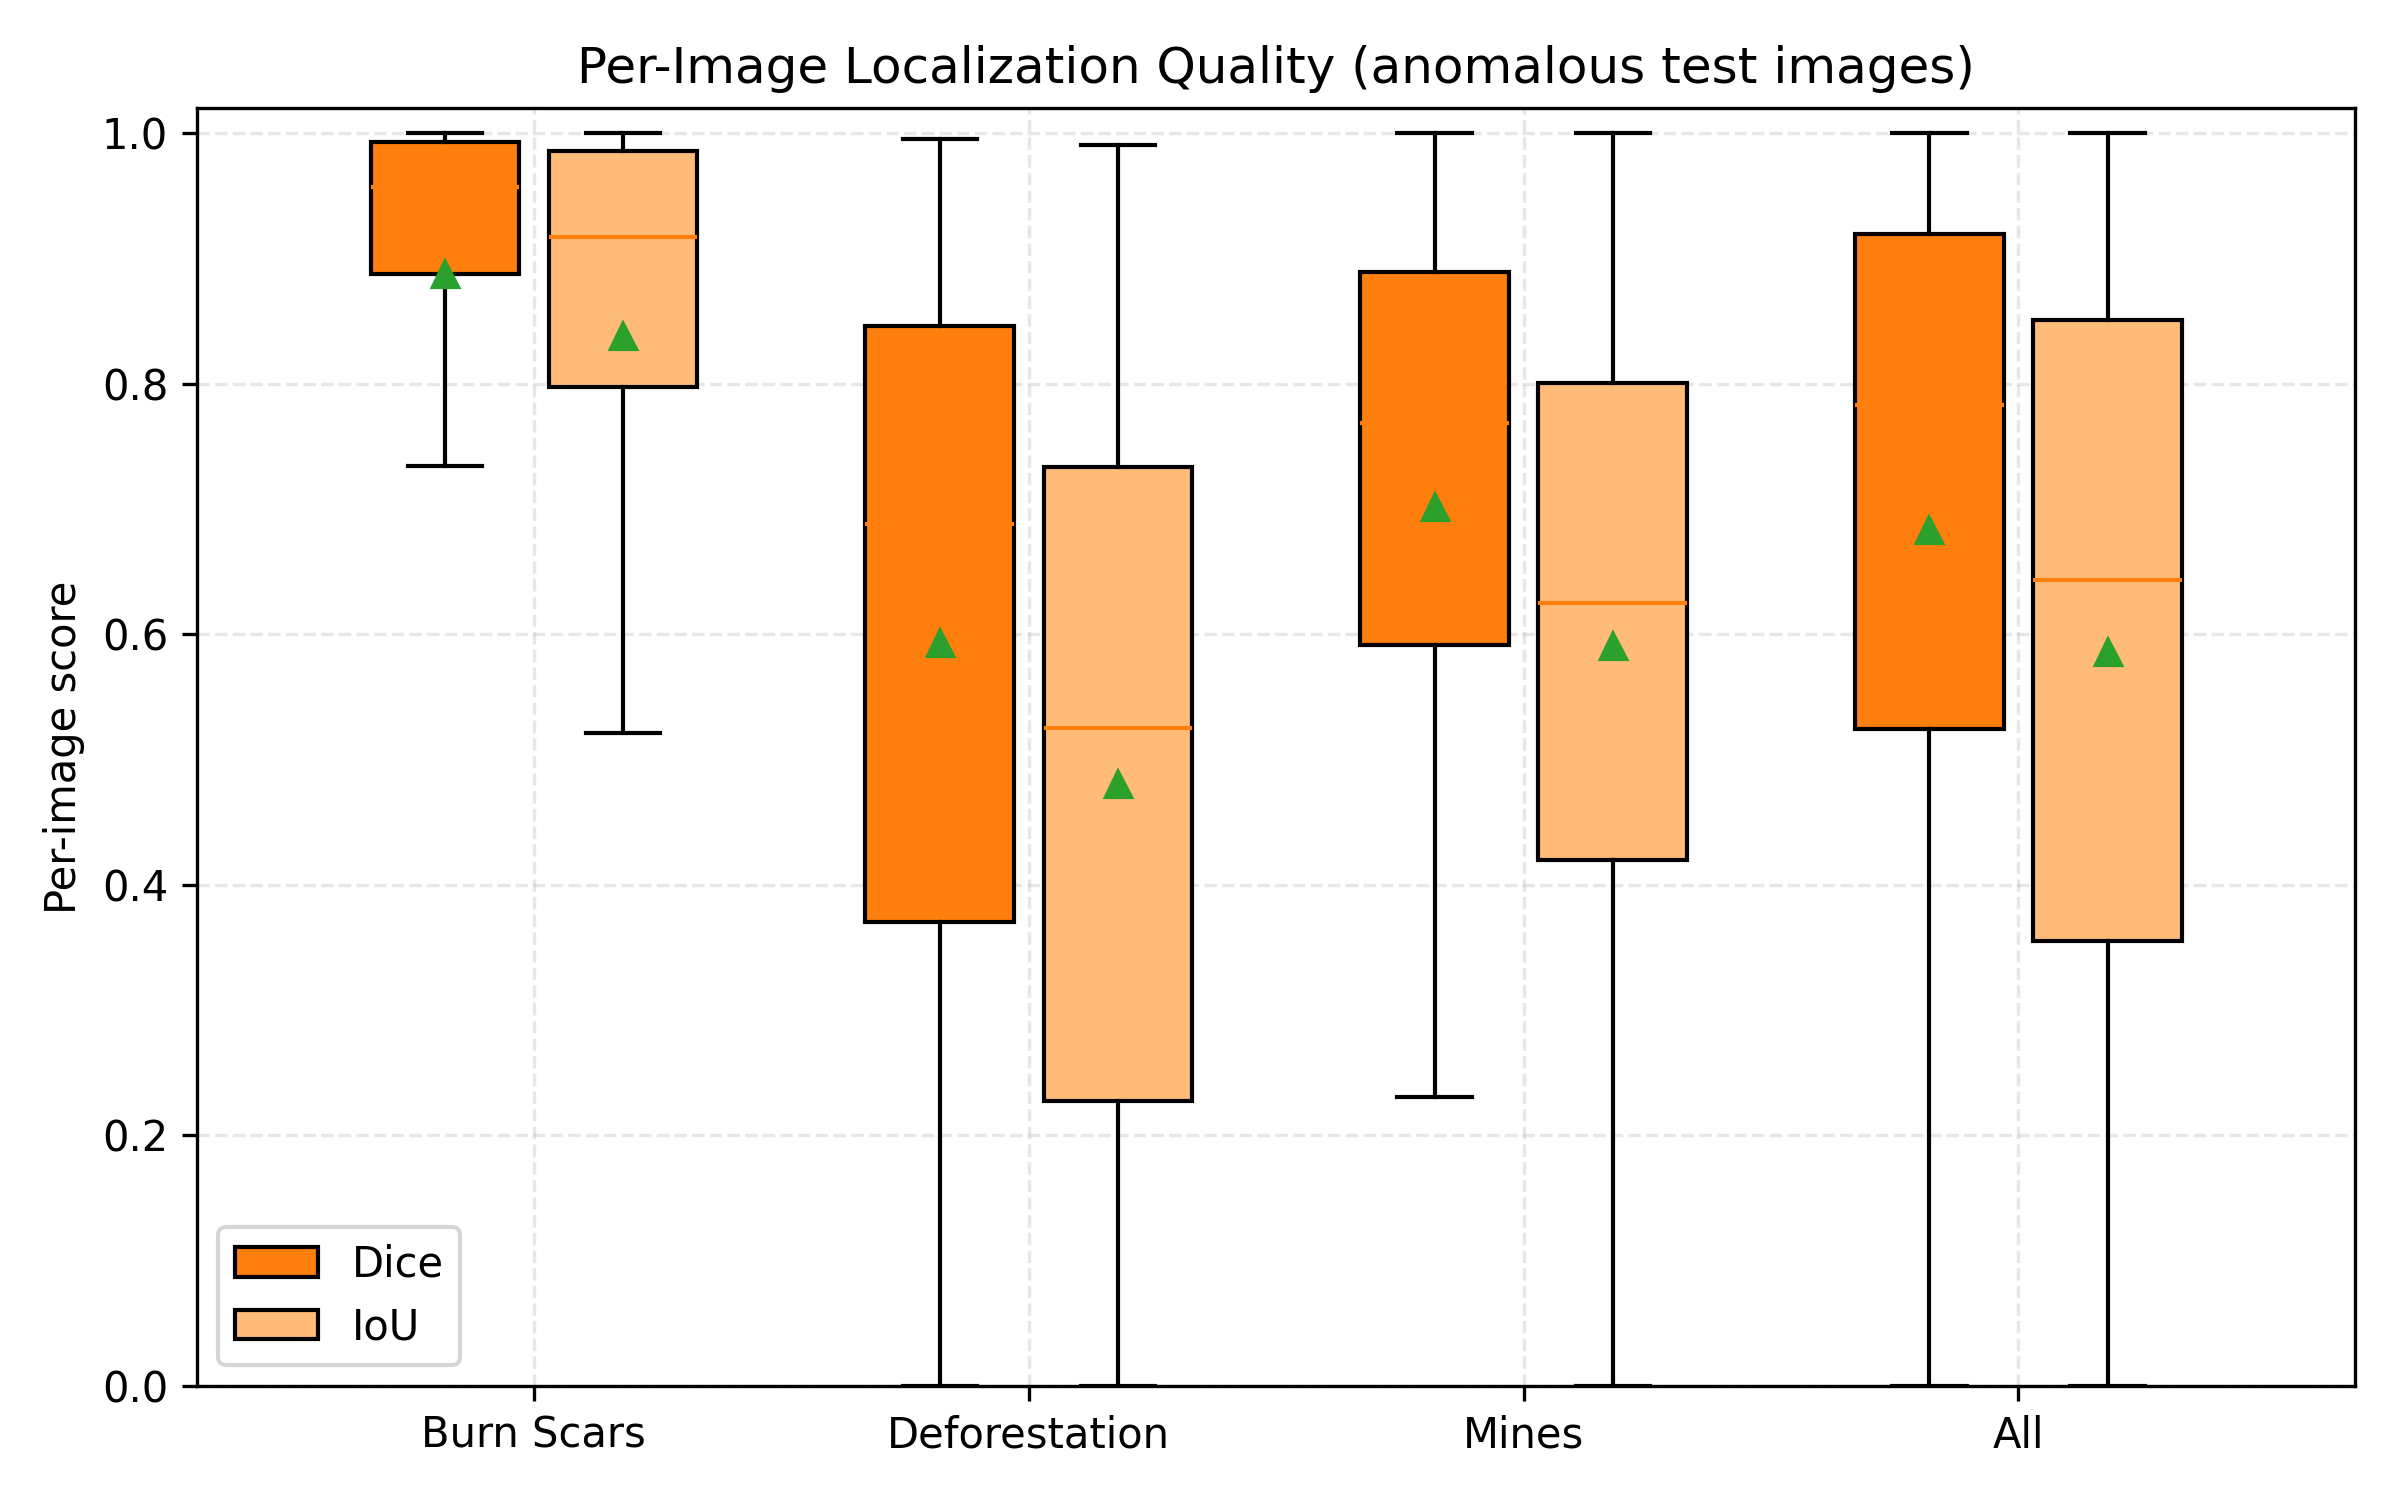 Per-Image Localization Quality (anomalous test images)
Per-image score
1.0
0.8
0.6
0.4
0.2
0.0
Dice
IoU
Burn Scars
Deforestation
Mines
All